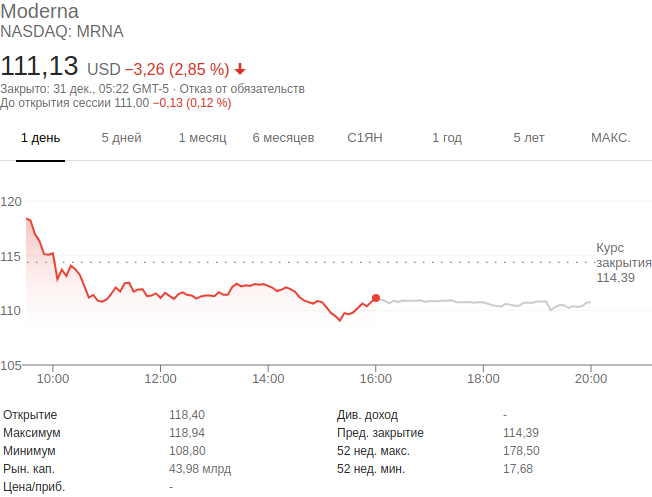 Moderna
NASDAQ: MRNA
111,13 USD −3,26 (2,85 %)
Закрыто: 31 дек., 05:22 GMT-5 · Отказ от обязательств
До открытия сессии 111,00 −0,13 (0,12 %)
1 день 5 дней 1 месяц 6 месяцев С1ЯН 1 год 5 лет МАКС.
120
115
110
105
Курс
закрытия
114,39
10:00 12:00 14:00 16:00 18:00 20:00
Открытие 118,40 Див. доход -
Максимум 118,94 Пред. закрытие 114,39
Минимум 108,80 52 нед. макс. 178,50
Рын. кап. 43,98 млрд 52 нед. мин. 17,68
Цена/приб. -